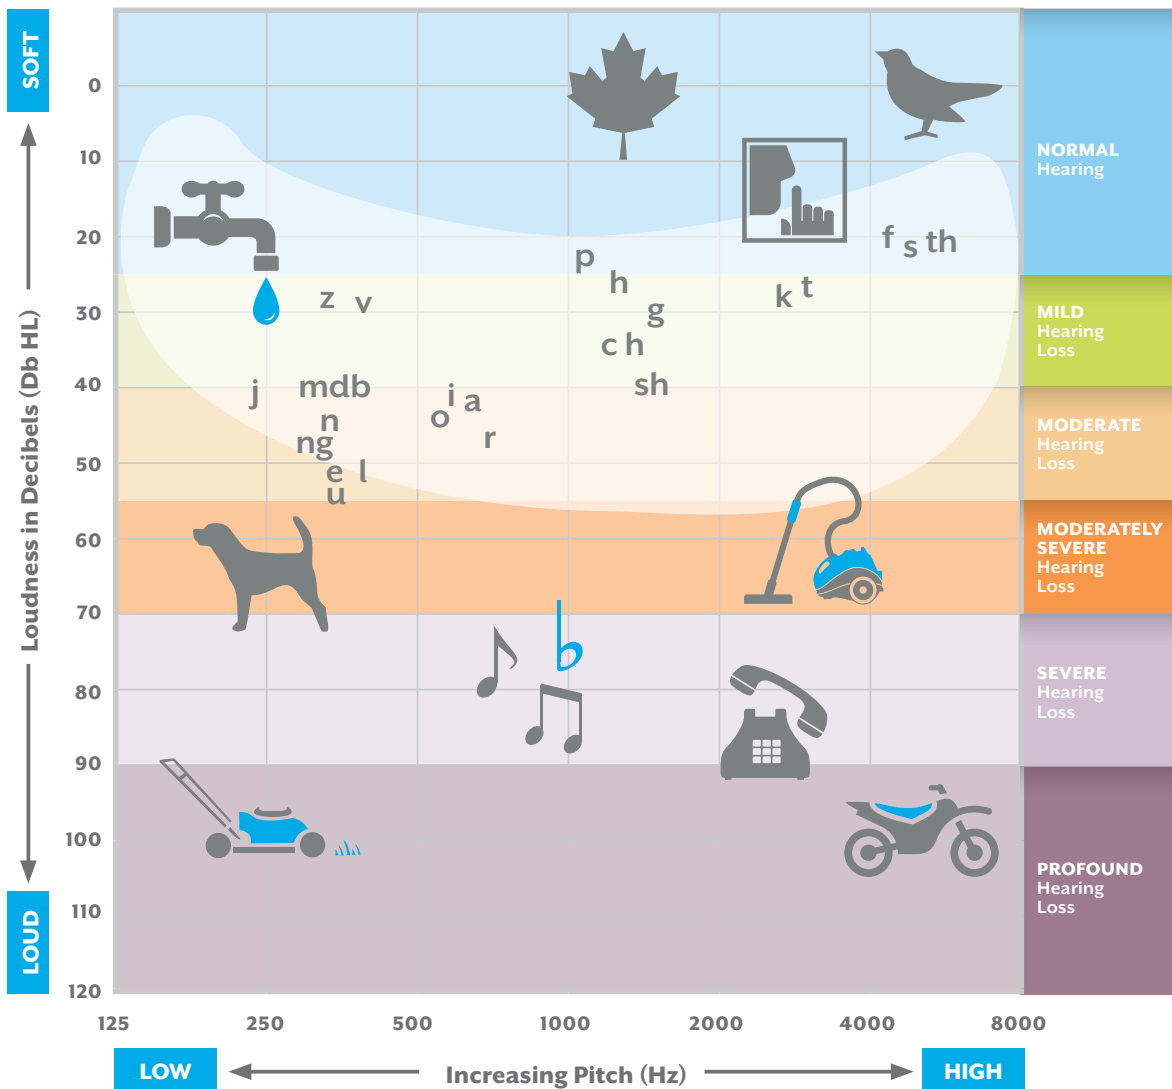 SOFT
0
10
20
30
40
50
60
70
80
90
100
110
120
LOUD
Loudness in Decibels (Db HL)
f s th
p
h
z v
k t
g
c h
j
mdb
i a
sh
o
n
r
ng
e l
u
NORMAL
Hearing
MILD
Hearing
Loss
MODERATE
Hearing
Loss
MODERATELY
SEVERE
Hearing
Loss
SEVERE
Hearing
Loss
PROFOUND
Hearing
Loss
125 250 500 1000 2000 4000 8000
LOW
Increasing Pitch (Hz)
HIGH